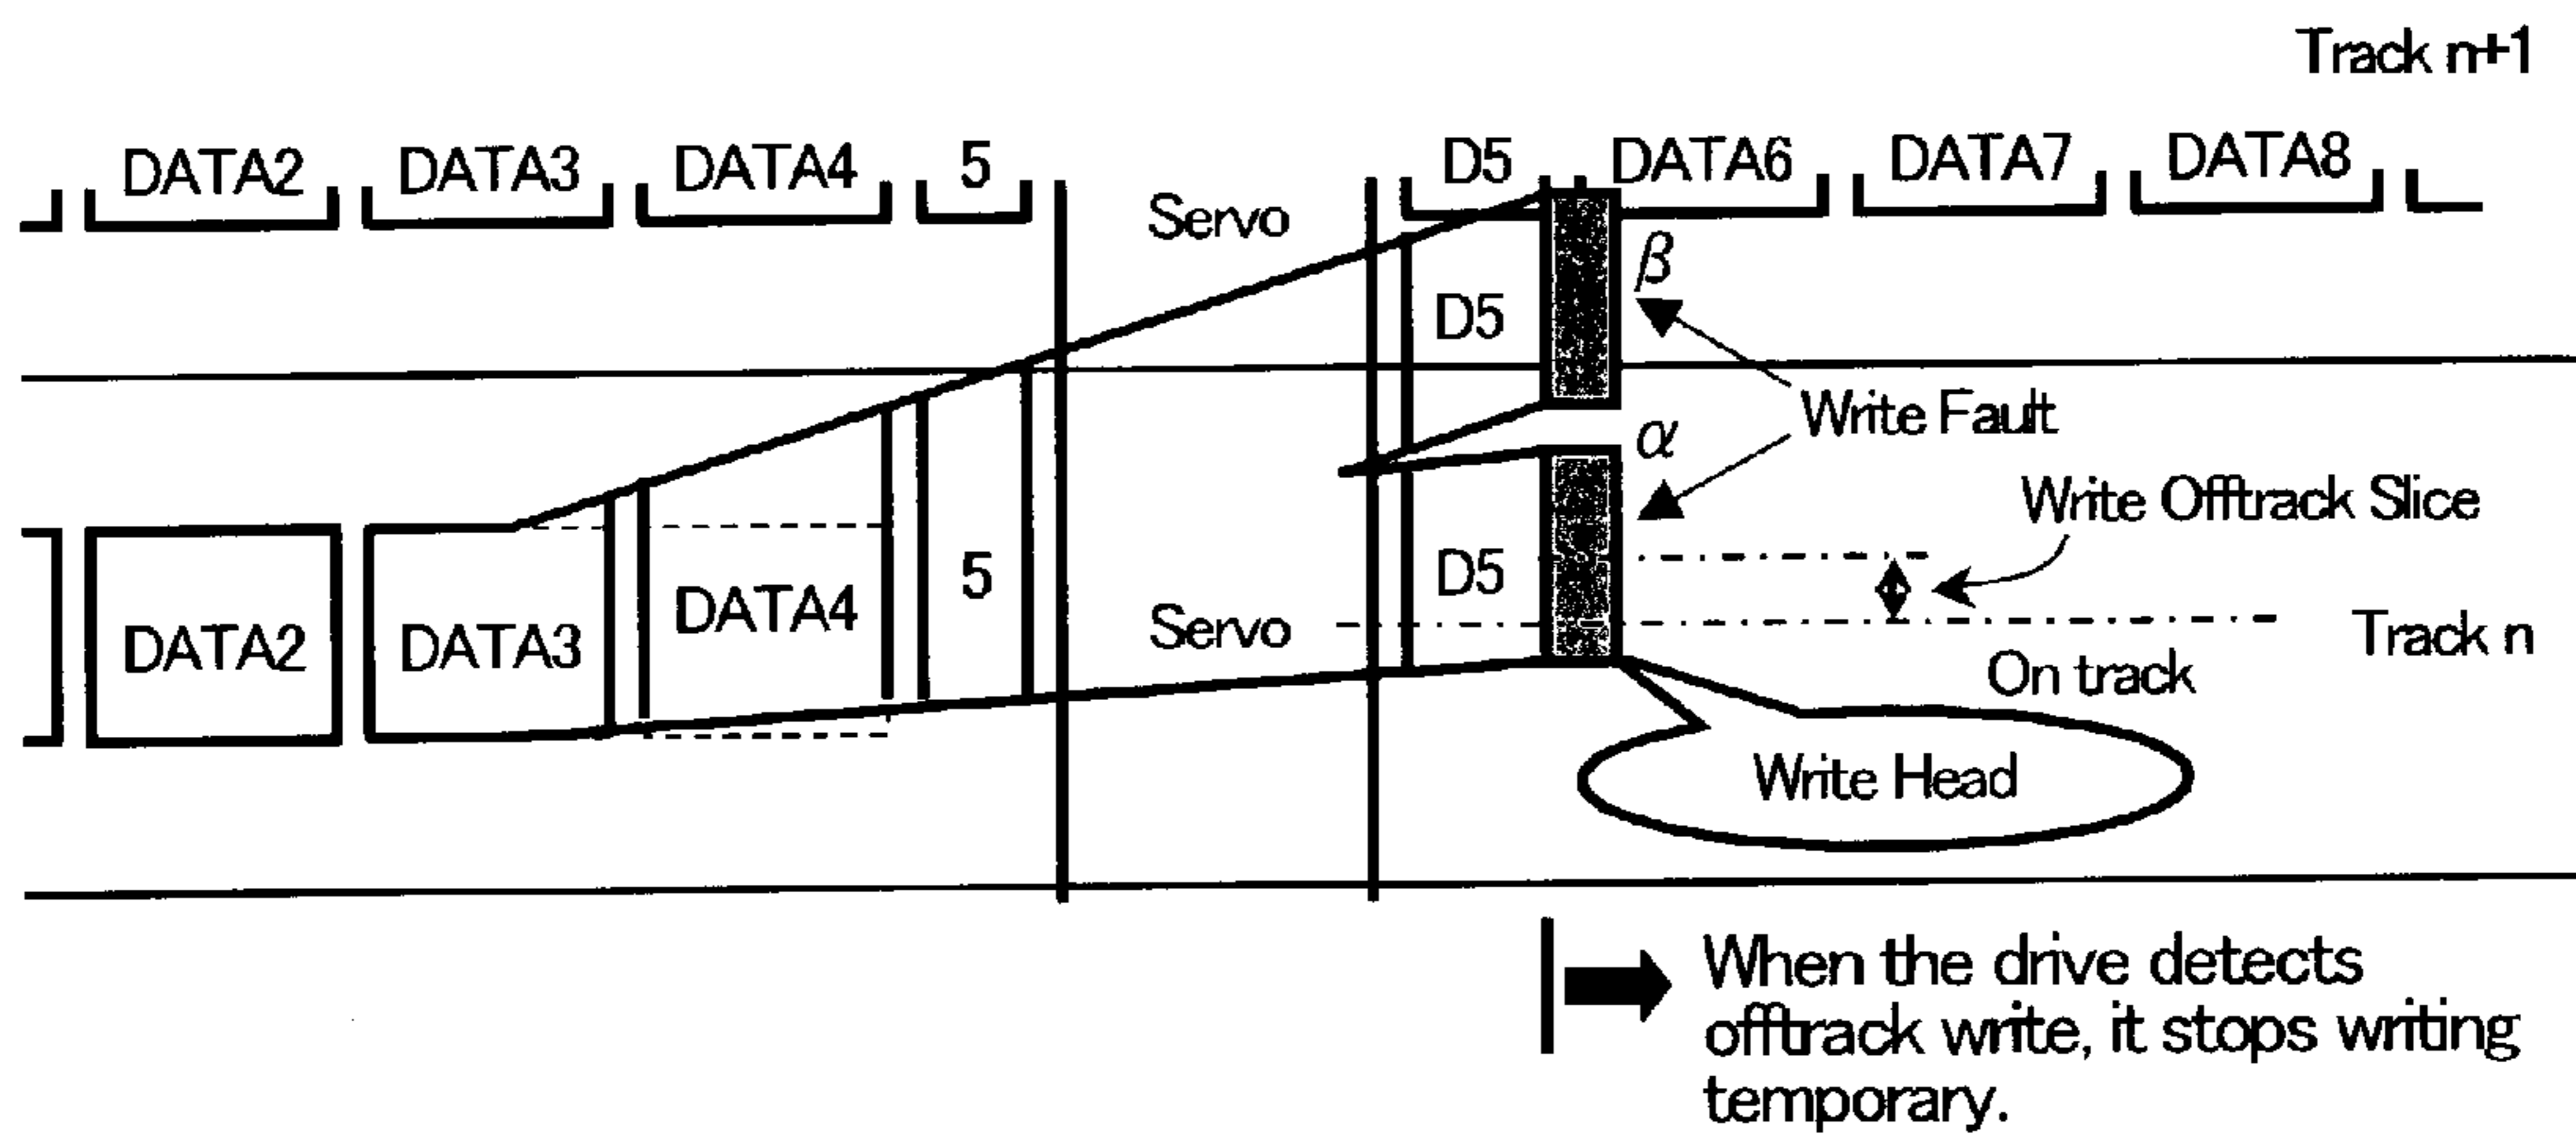 Track n+1
DATA2 DATA3 DATA4 5 D5 DATA6 DATA7 DATA8
Servo
β
D5
Write Fault
α
Write Offtrack Slice
DATA2 DATA3 DATA4 5 Servo D5
Track n
On track
Write Head
When the drive detects
offtrack write, it stops writing
temporary.